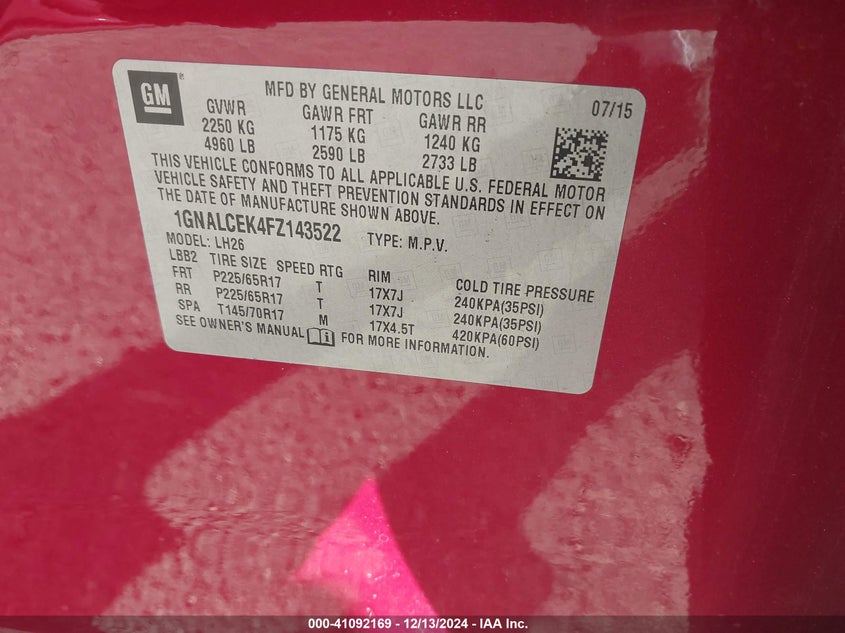 GM
MFD BY GENERAL MOTORS LLC
07/15
GVWR GAWR FRT GAWR RR
2250 KG 1175 KG 1240 KG
4960 LB 2590 LB 2733 LB
THIS VEHICLE CONFORMS TO ALL APPLICABLE U.S. FEDERAL MOTOR
VEHICLE SAFETY AND THEFT PREVENTION STANDARDS IN EFFECT ON
THE DATE OF MANUFACTURE SHOWN ABOVE.
1GNALCEK4FZ143522 TYPE: M.P.V.
MODEL: LH26
LBB2 TIRE SIZE SPEED RTG RIM COLD TIRE PRESSURE
FRT P225/65R17 T 17X7J 240KPA(35PSI)
RR P225/65R17 T 17X7J 240KPA(35PSI)
SPA T145/70R17 M 17X4.5T 420KPA(60PSI)
SEE OWNER'S MANUAL FOR MORE INFORMATION.
000-41092169 - 12/13/2024 - IAA Inc.